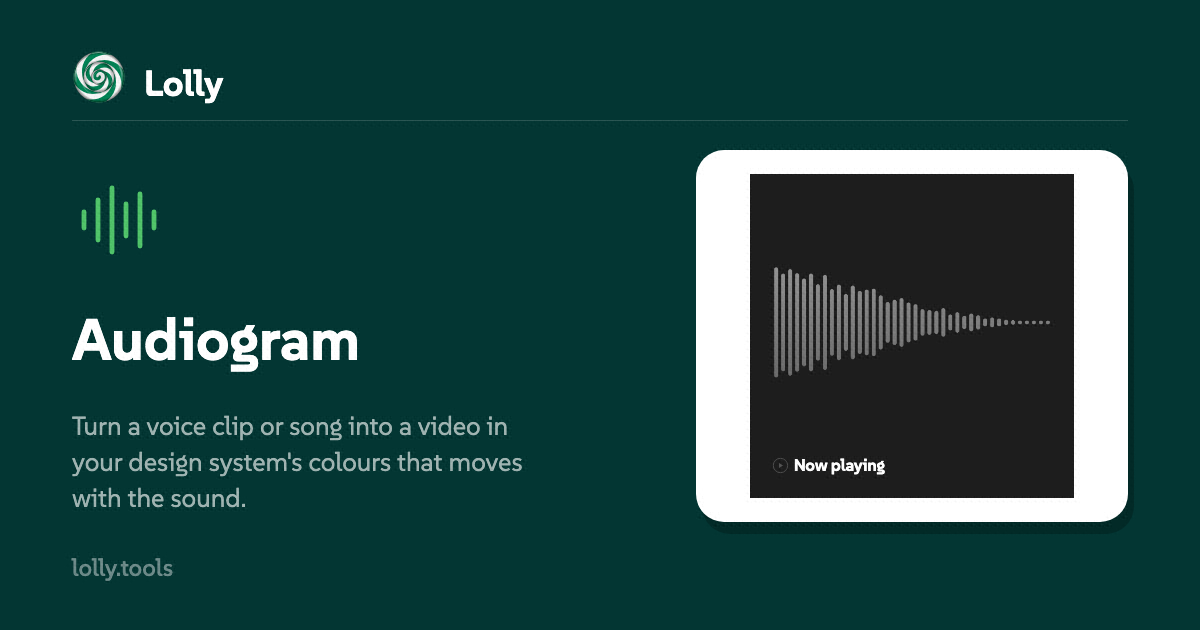 Lolly
Audiogram
Turn a voice clip or song into a video in
your design system's colours that moves
with the sound.
lolly.tools
Now playing